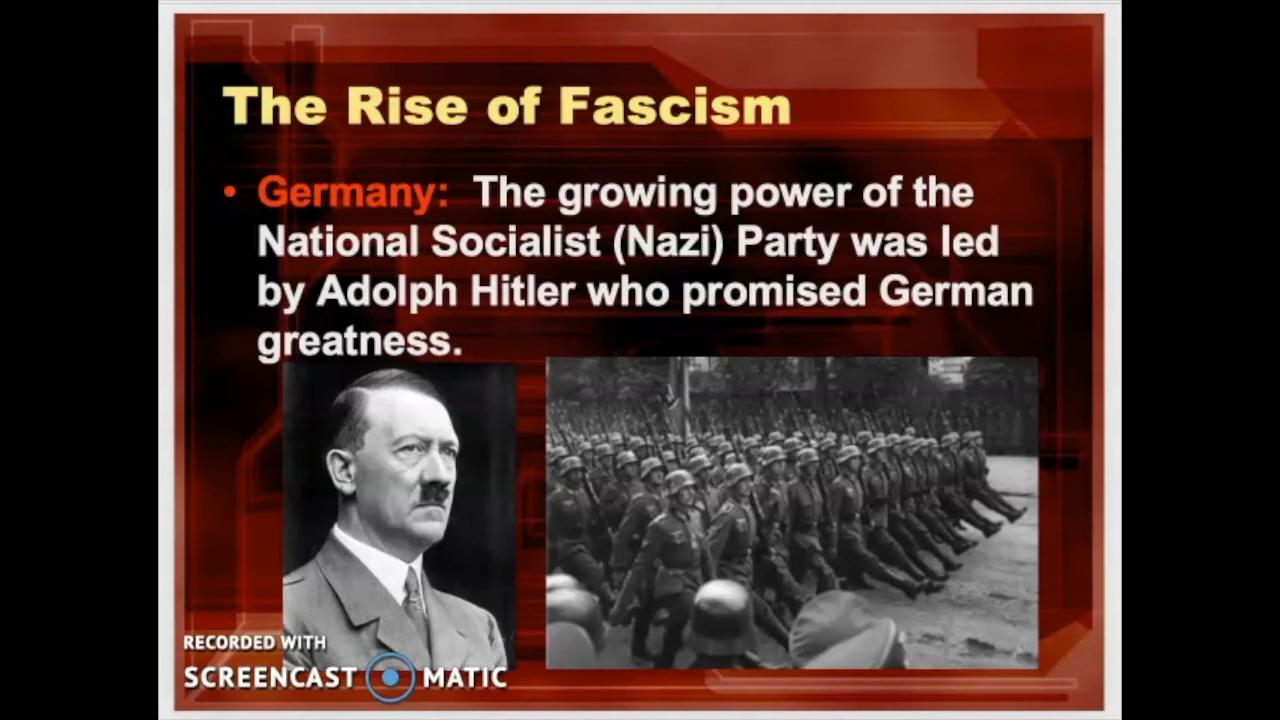 The Rise of Fascism
• Germany: The growing power of the
National Socialist (Nazi) Party was led
by Adolph Hitler who promised German
greatness.
RECORDED WITH
SCREENCAST MATIC